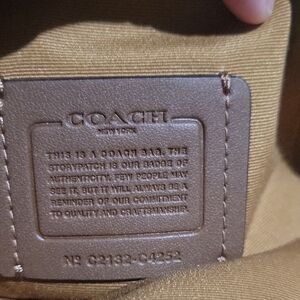 COACH
NEW YORK
THIS IS A COACH BAG. THE
STORYPATCH IS OUR BADGE OF
AUTHENTICITY. FEW PEOPLE MAY
SEE IT, BUT IT WILL ALWAYS BE A
REMINDER OF OUR COMMITMENT
TO QUALITY AND CRAFTSMANSHIP.
Nº C2132-C4252